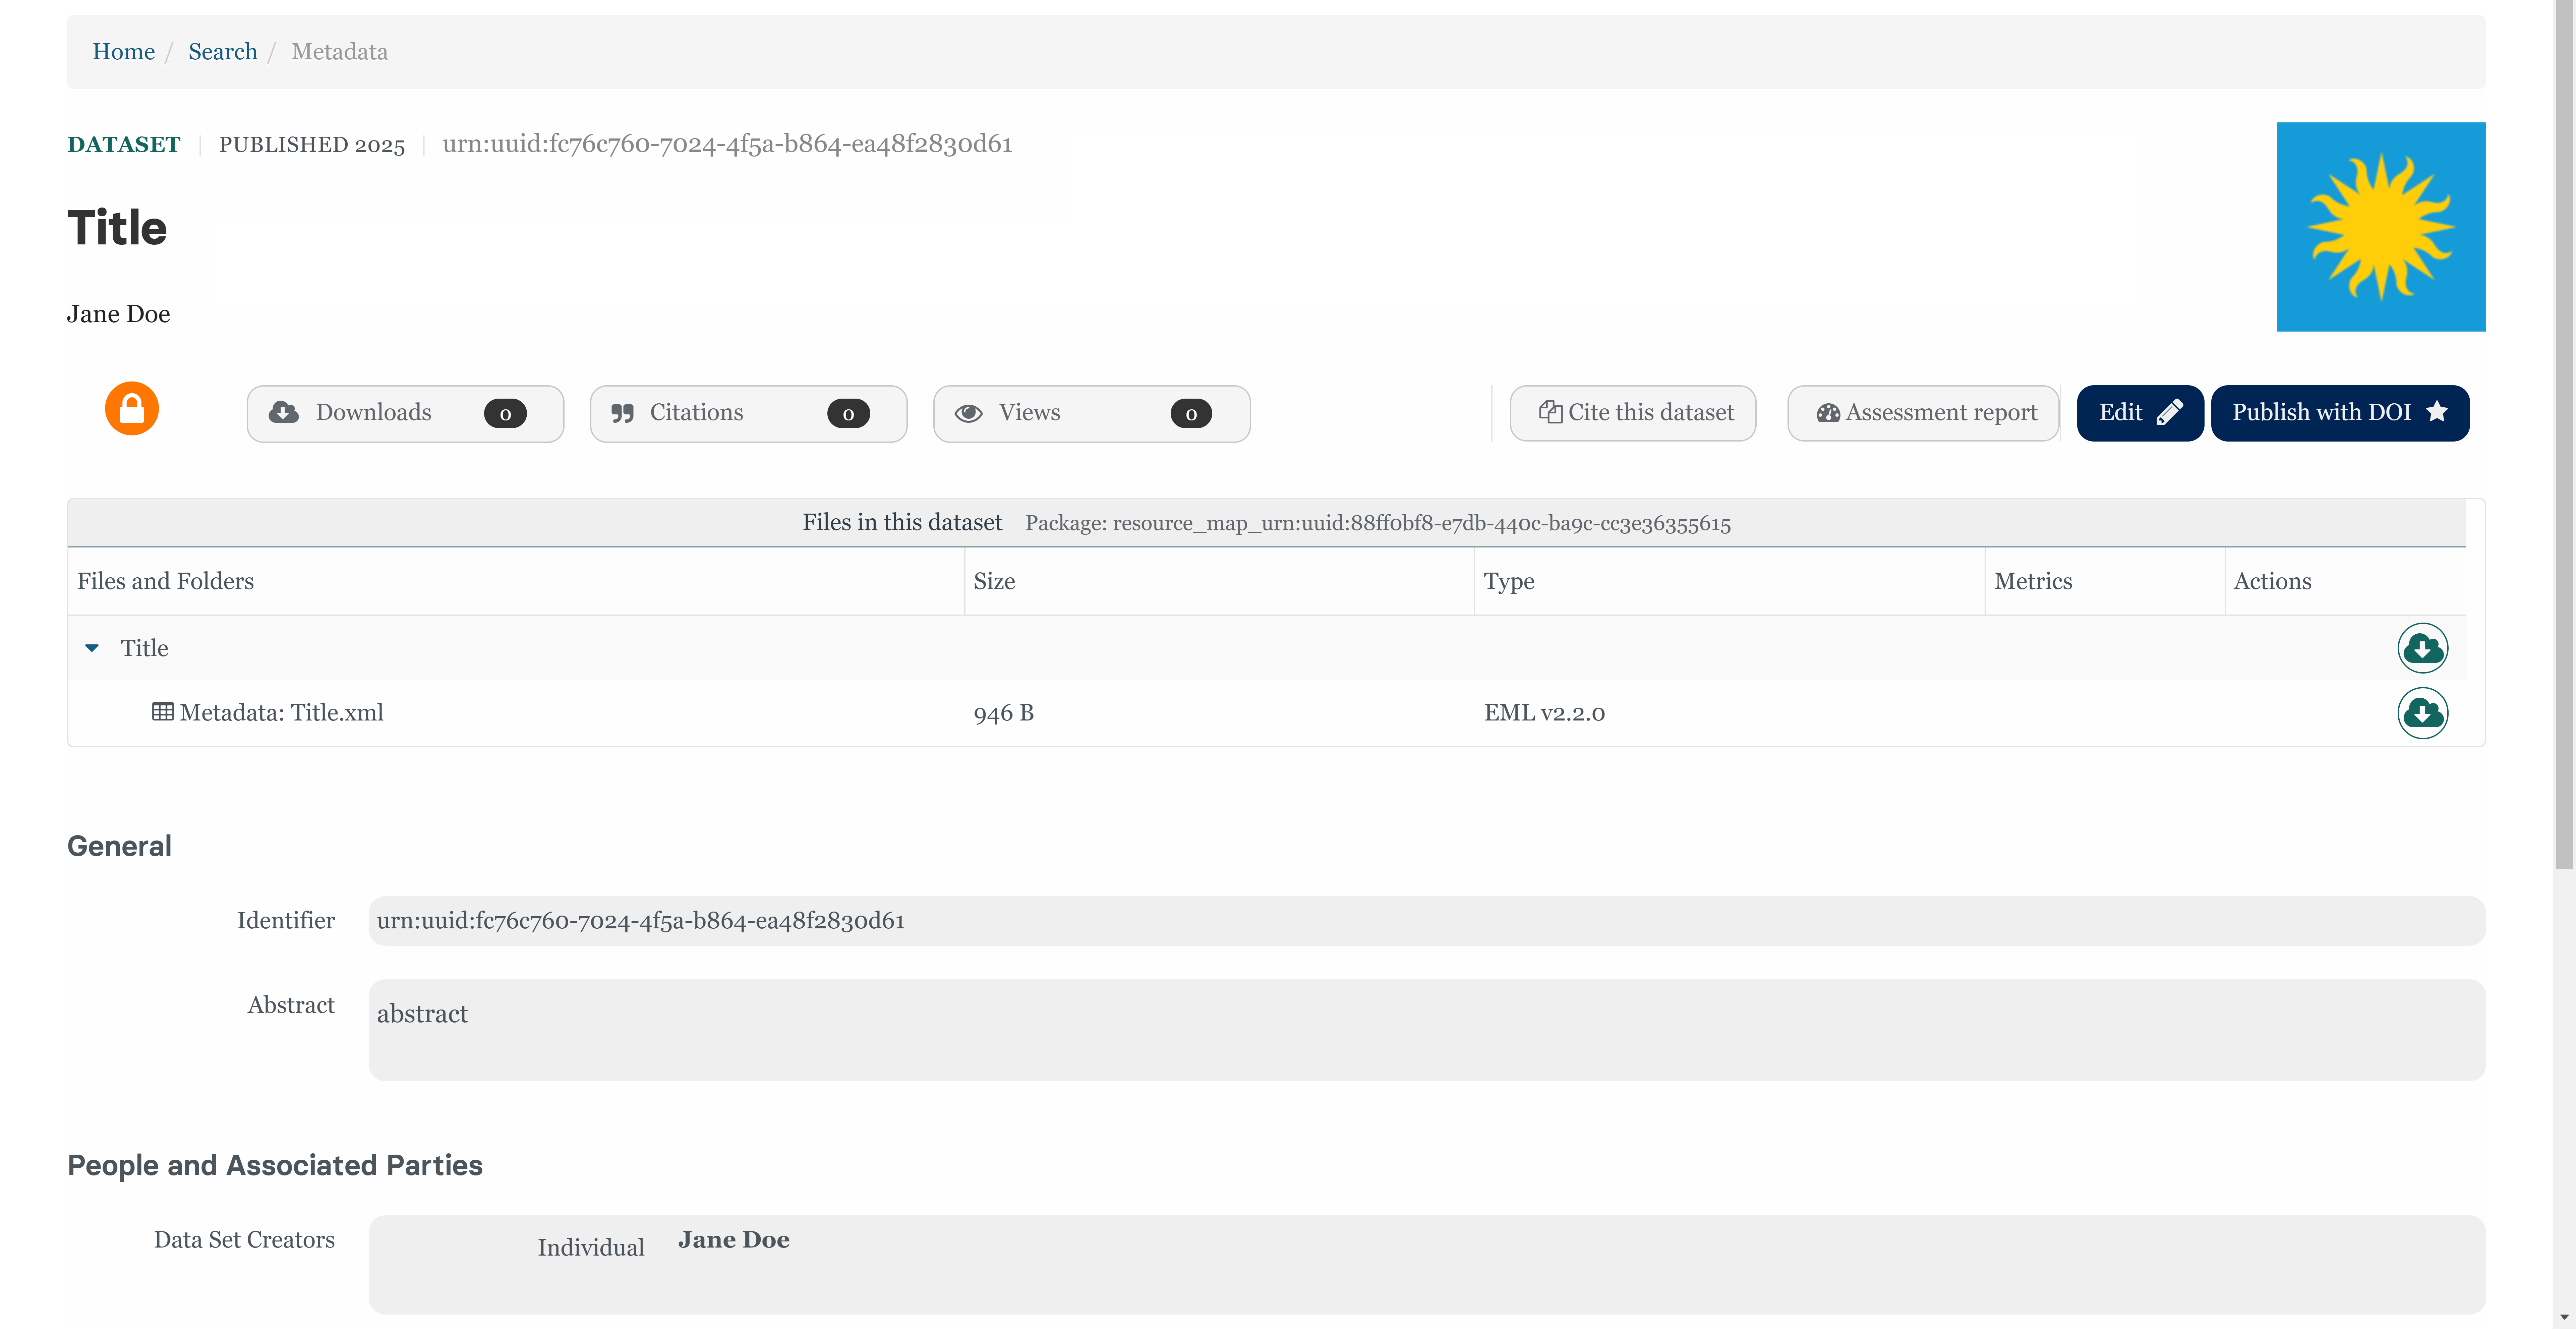 Home / Search / Metadata
DATASET | PUBLISHED 2025 | urn:uuid:fc76c760-7024-4f5a-b864-ea48f2830d61
Title
Jane Doe
Downloads 0 Citations 0 Views 0 Cite this dataset Assessment report Edit Publish with DOI
Files in this dataset Package: resource_map_urn:uuid:88ff0bf8-e7db-440c-ba9c-cc3e36355615
Files and Folders Size Type Metrics Actions
Title
Metadata: Title.xml 946 B EML v2.2.0
General
Identifier urn:uuid:fc76c760-7024-4f5a-b864-ea48f2830d61
Abstract abstract
People and Associated Parties
Data Set Creators Individual Jane Doe